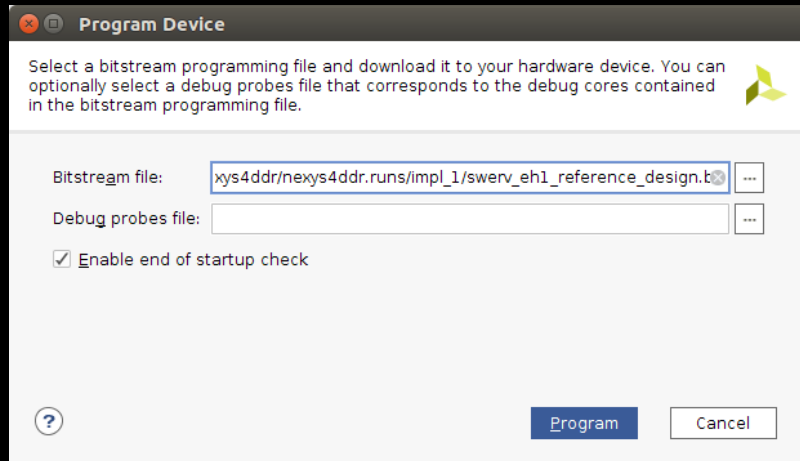 Program Device
Select a bitstream programming file and download it to your hardware device. You can
optionally select a debug probes file that corresponds to the debug cores contained
in the bitstream programming file.
Bitstream file: xys4ddr/nexys4ddr.runs/impl_1/swerv_eh1_reference_design.b ...
Debug probes file: ...
Enable end of startup check
? Program Cancel